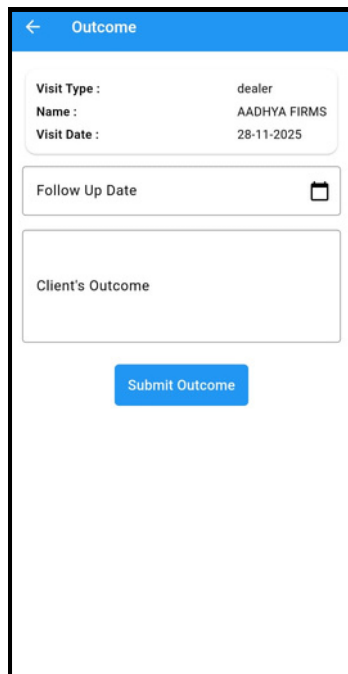 Outcome
Visit Type : dealer
Name : AADHYA FIRMS
Visit Date : 28-11-2025
Follow Up Date
Client's Outcome
Submit Outcome